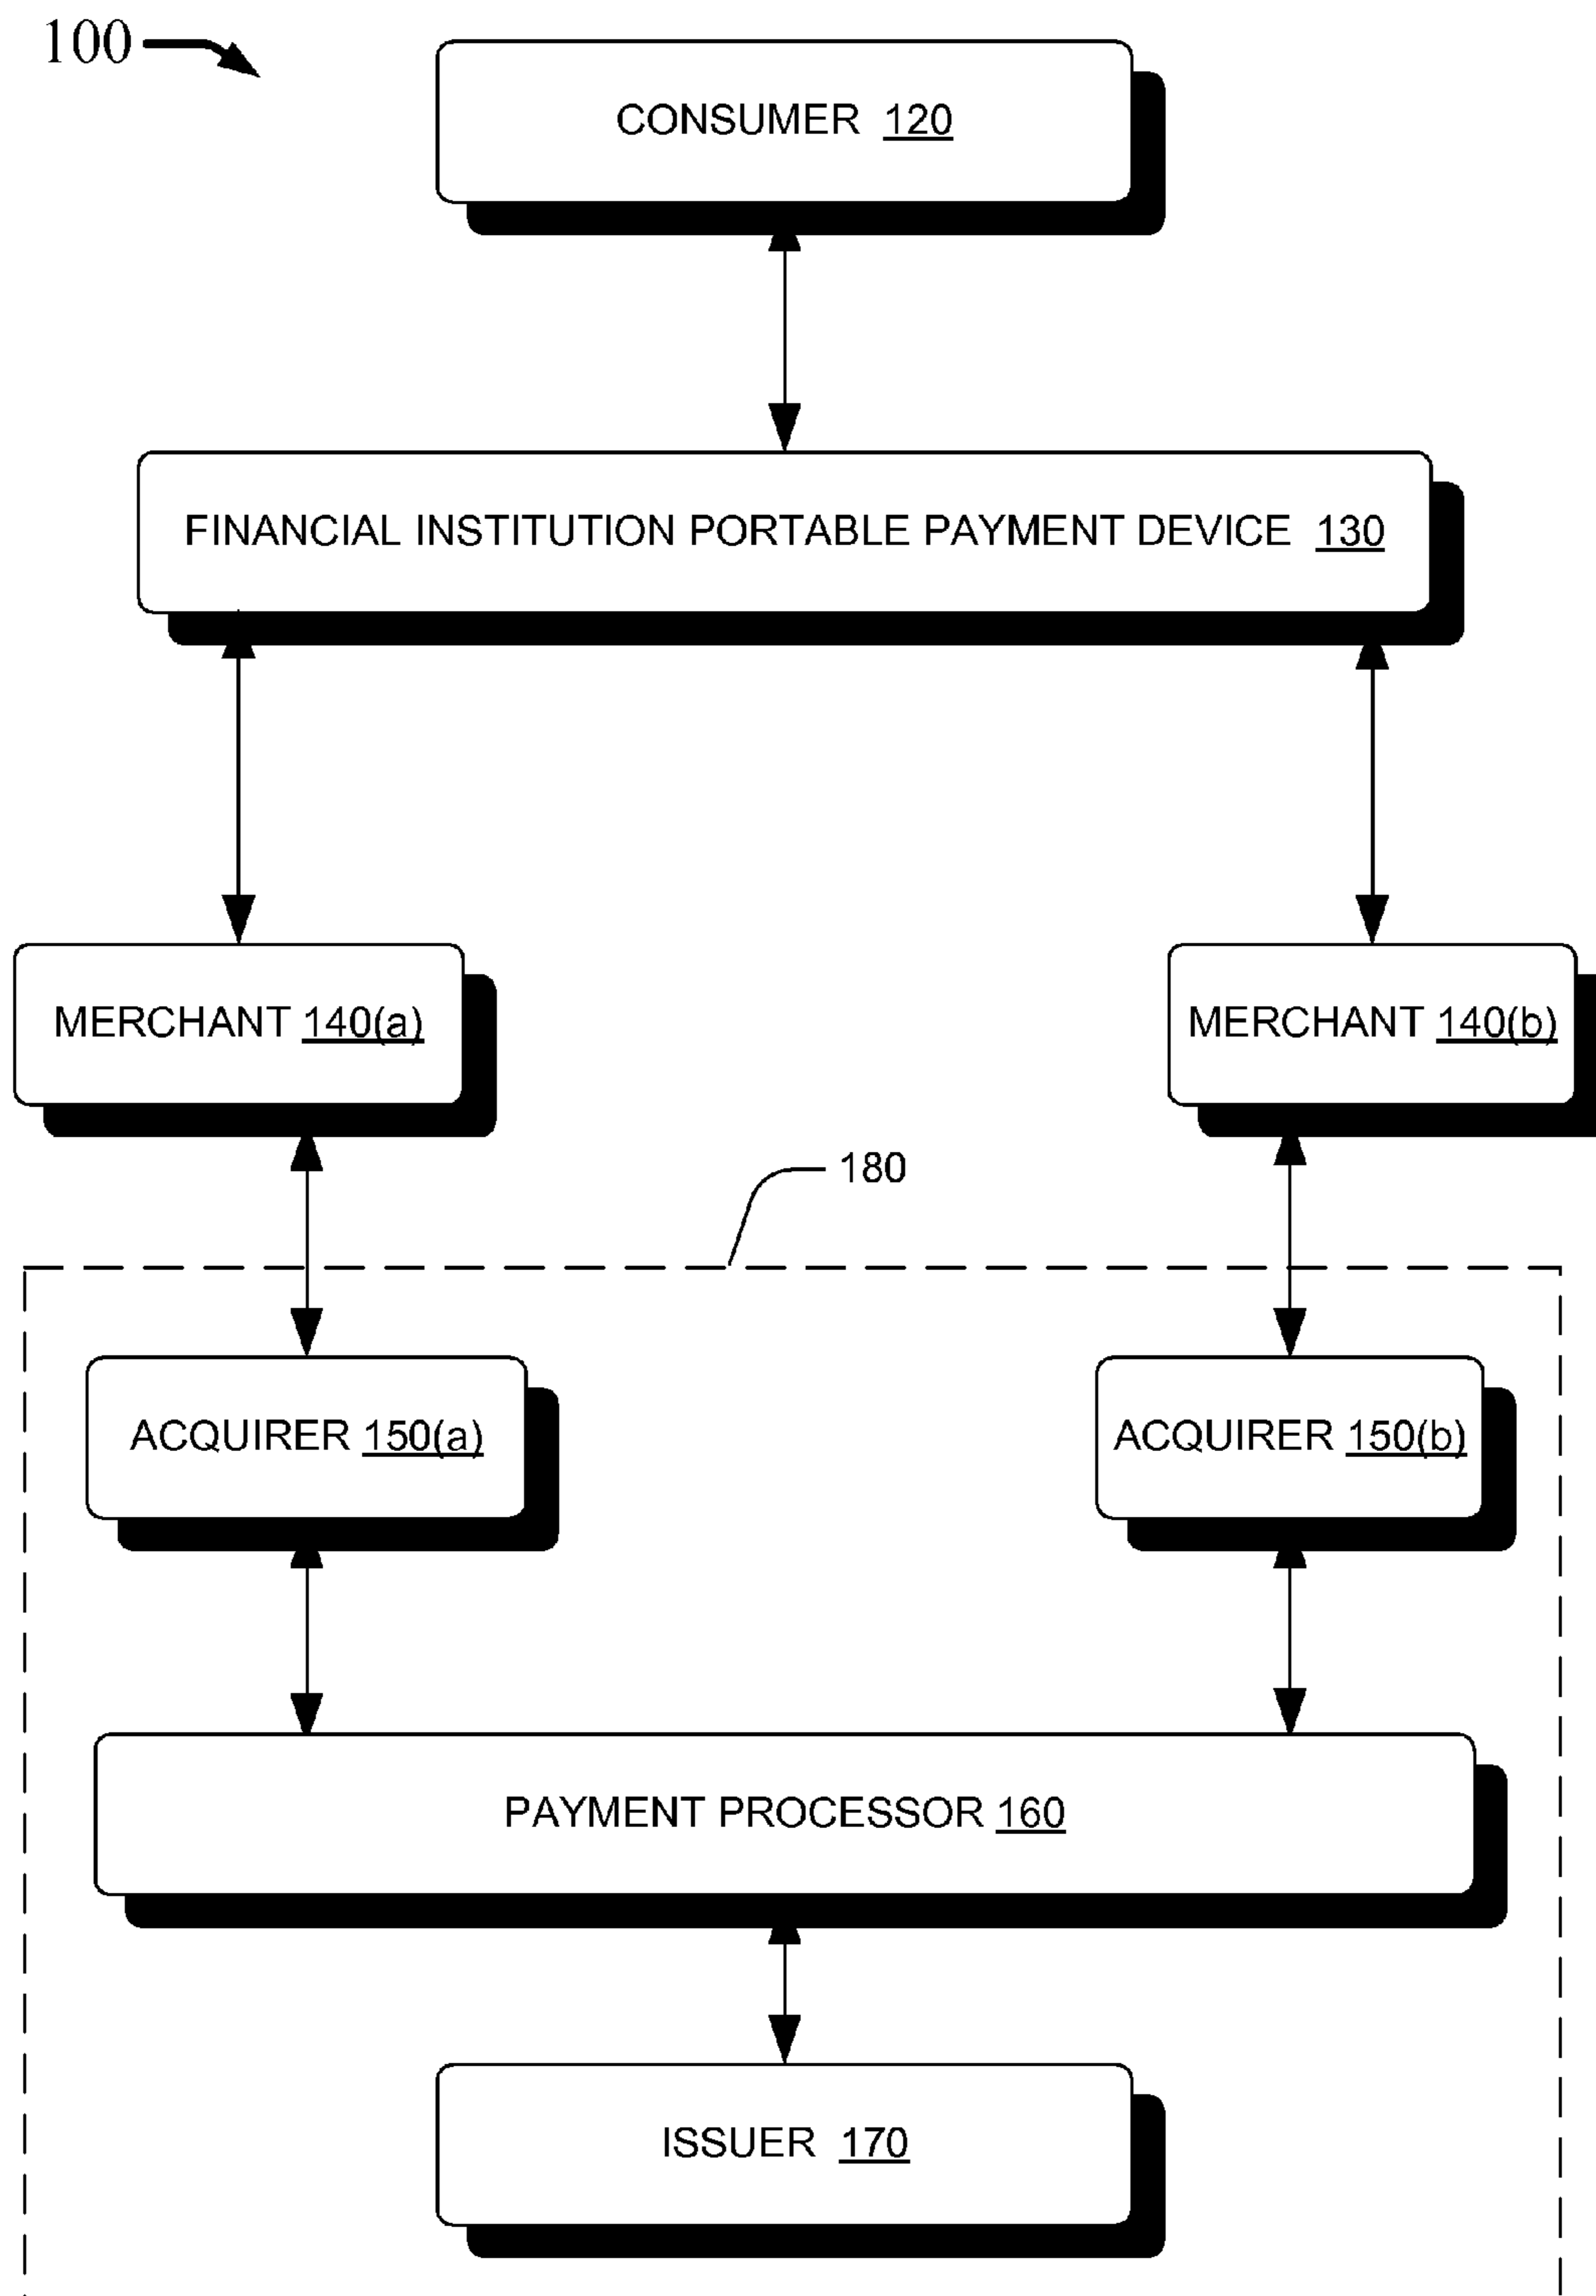 100
CONSUMER 120
FINANCIAL INSTITUTION PORTABLE PAYMENT DEVICE 130
MERCHANT 140(a)
MERCHANT 140(b)
180
ACQUIRER 150(a)
ACQUIRER 150(b)
PAYMENT PROCESSOR 160
ISSUER 170